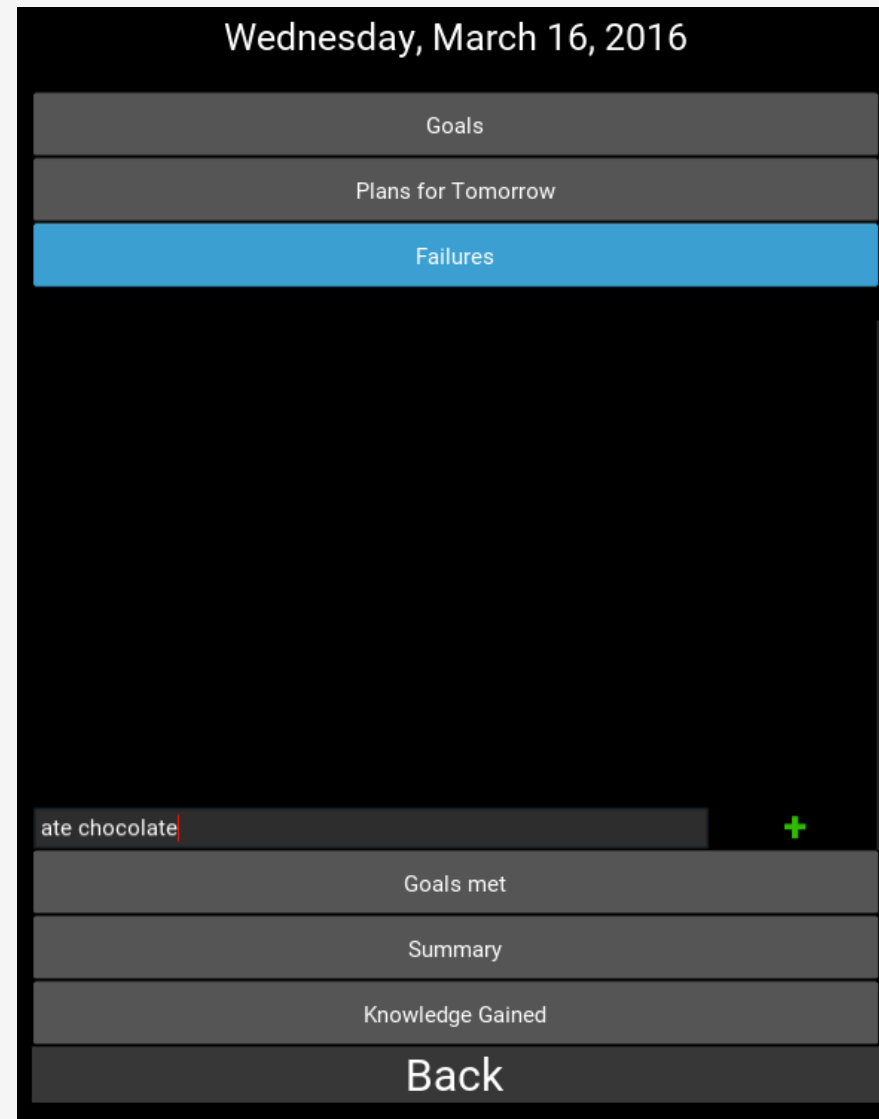 Wednesday, March 16, 2016
Goals
Plans for Tomorrow
Failures
ate chocolate
Goals met
Summary
Knowledge Gained
Back